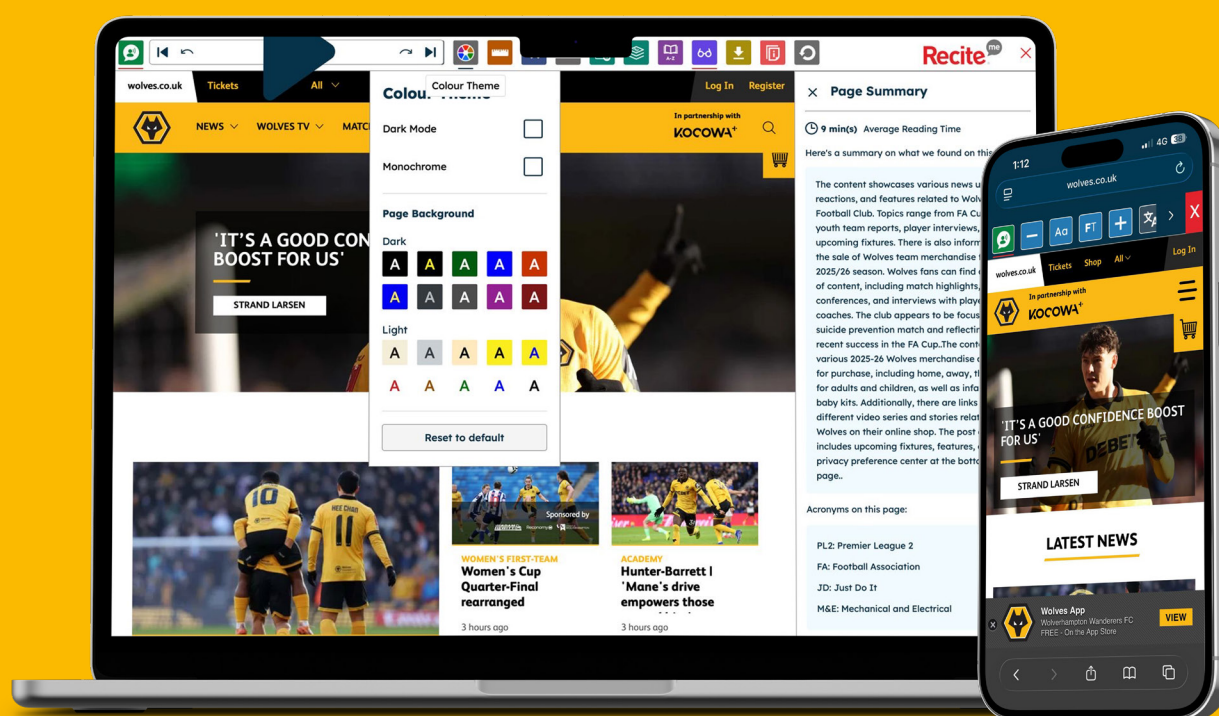 Recite me
wolves.co.uk
Tickets
All
Log In
Register
NEWS
WOLVES TV
In partnership with
KOCOWA+
'IT'S A GOOD CON
BOOST FOR US'
STRAND LARSEN
Colour Theme
Colour Theme
Dark Mode
Monochrome
Page Background
Dark
A A A A A
A A A A A
Light
A A A A A
A A A A A
Reset to default
10
HEE CHAN
11
Sponsored by
WOMEN'S FIRST-TEAM
Women's Cup
Quarter-Final
rearranged
3 hours ago
ACADEMY
Hunter-Barrett |
'Mane's drive
empowers those
3 hours ago
Page Summary
9 min(s) Average Reading Time
Here's a summary on what we found on this
The content showcases various news u
reactions, and features related to Wolv
Football Club. Topics range from FA Cu
youth team reports, player interviews,
upcoming fixtures. There is also inform
the sale of Wolves team merchandise
2025/26 season. Wolves fans can find
of content, including match highlights,
conferences, and interviews with playe
coaches. The club appears to be focus
suicide prevention match and reflectin
recent success in the FA Cup..The cont
various 2025-26 Wolves merchandise
for purchase, including home, away, t
for adults and children, as well as infa
baby kits. Additionally, there are links
different video series and stories relat
Wolves on their online shop. The post
includes upcoming fixtures, features,
privacy preference center at the botto
page..
Acronyms on this page:
PL2: Premier League 2
FA: Football Association
JD: Just Do It
M&E: Mechanical and Electrical
1:12
4G 38
wolves.co.uk
Aa
FT
X
wolves.co.uk
Tickets
Shop
All
Log In
In partnership with
KOCOWA+
'IT'S A GOOD CONFIDENCE BOOST
FOR US'
STRAND LARSEN
LATEST NEWS
Wolves App
Wolverhampton Wanderers FC
FREE - On the App Store
VIEW